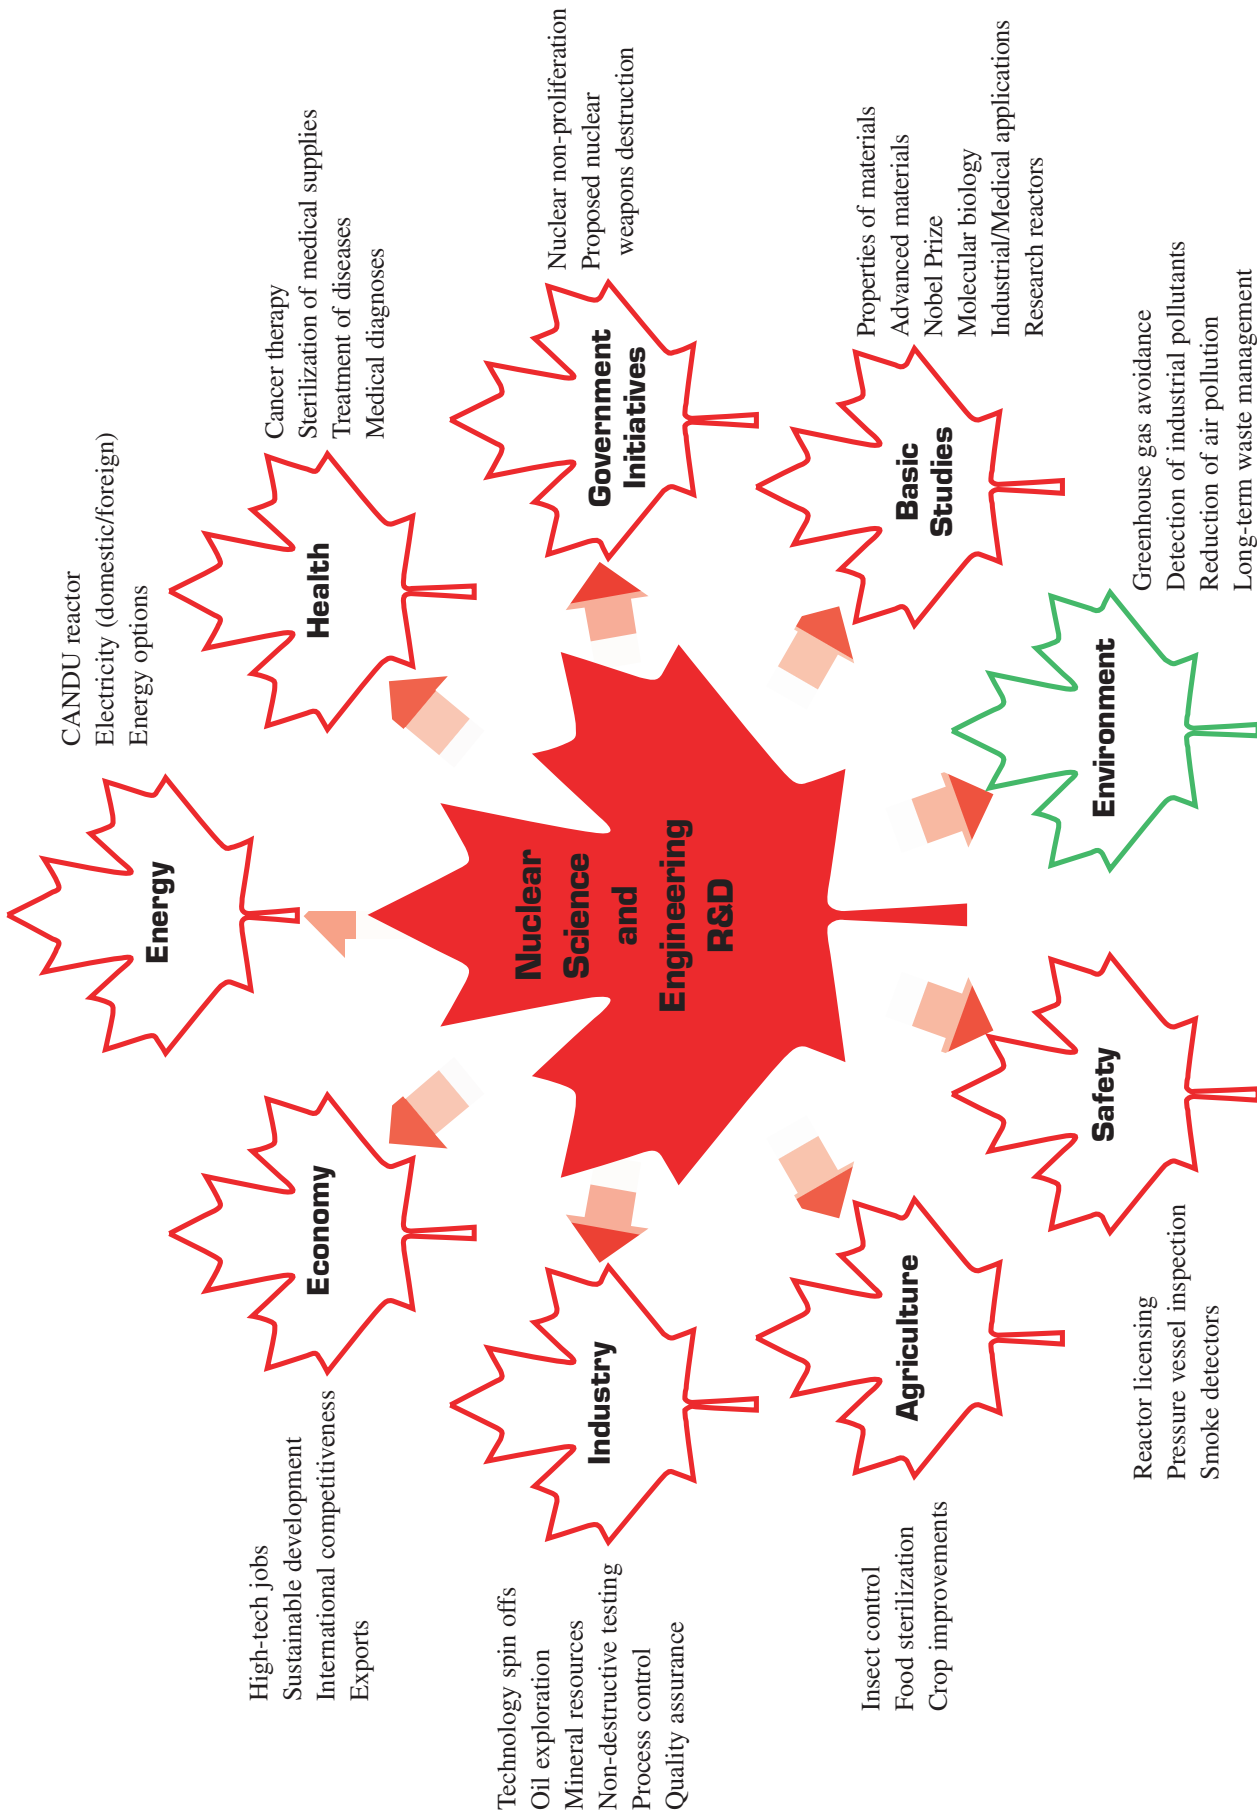 Nuclear
Science
and
Engineering
R&D
Energy
CANDU reactor
Electricity (domestic/foreign)
Energy options
Health
Cancer therapy
Sterilization of medical supplies
Treatment of diseases
Medical diagnoses
Government
Initiatives
Nuclear non-proliferation
Proposed nuclear
weapons destruction
Basic
Studies
Properties of materials
Advanced materials
Nobel Prize
Molecular biology
Industrial/Medical applications
Research reactors
Environment
Greenhouse gas avoidance
Detection of industrial pollutants
Reduction of air pollution
Long-term waste management
Safety
Reactor licensing
Pressure vessel inspection
Smoke detectors
Agriculture
Insect control
Food sterilization
Crop improvements
Industry
Technology spin offs
Oil exploration
Mineral resources
Non-destructive testing
Process control
Quality assurance
Economy
High-tech jobs
Sustainable development
International competitiveness
Exports